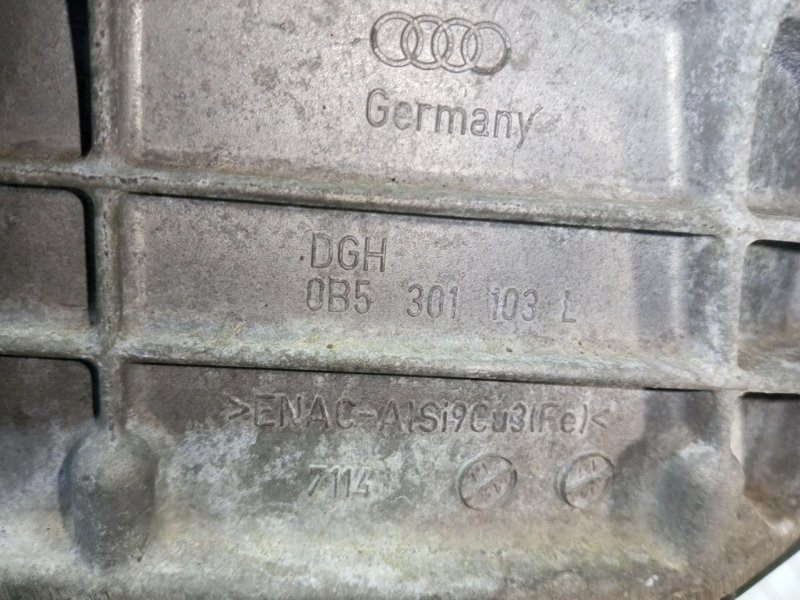 Germany
DGH
0B5 301 103 L
>ENAC-AlSi9Cu3(Fe)<
7114